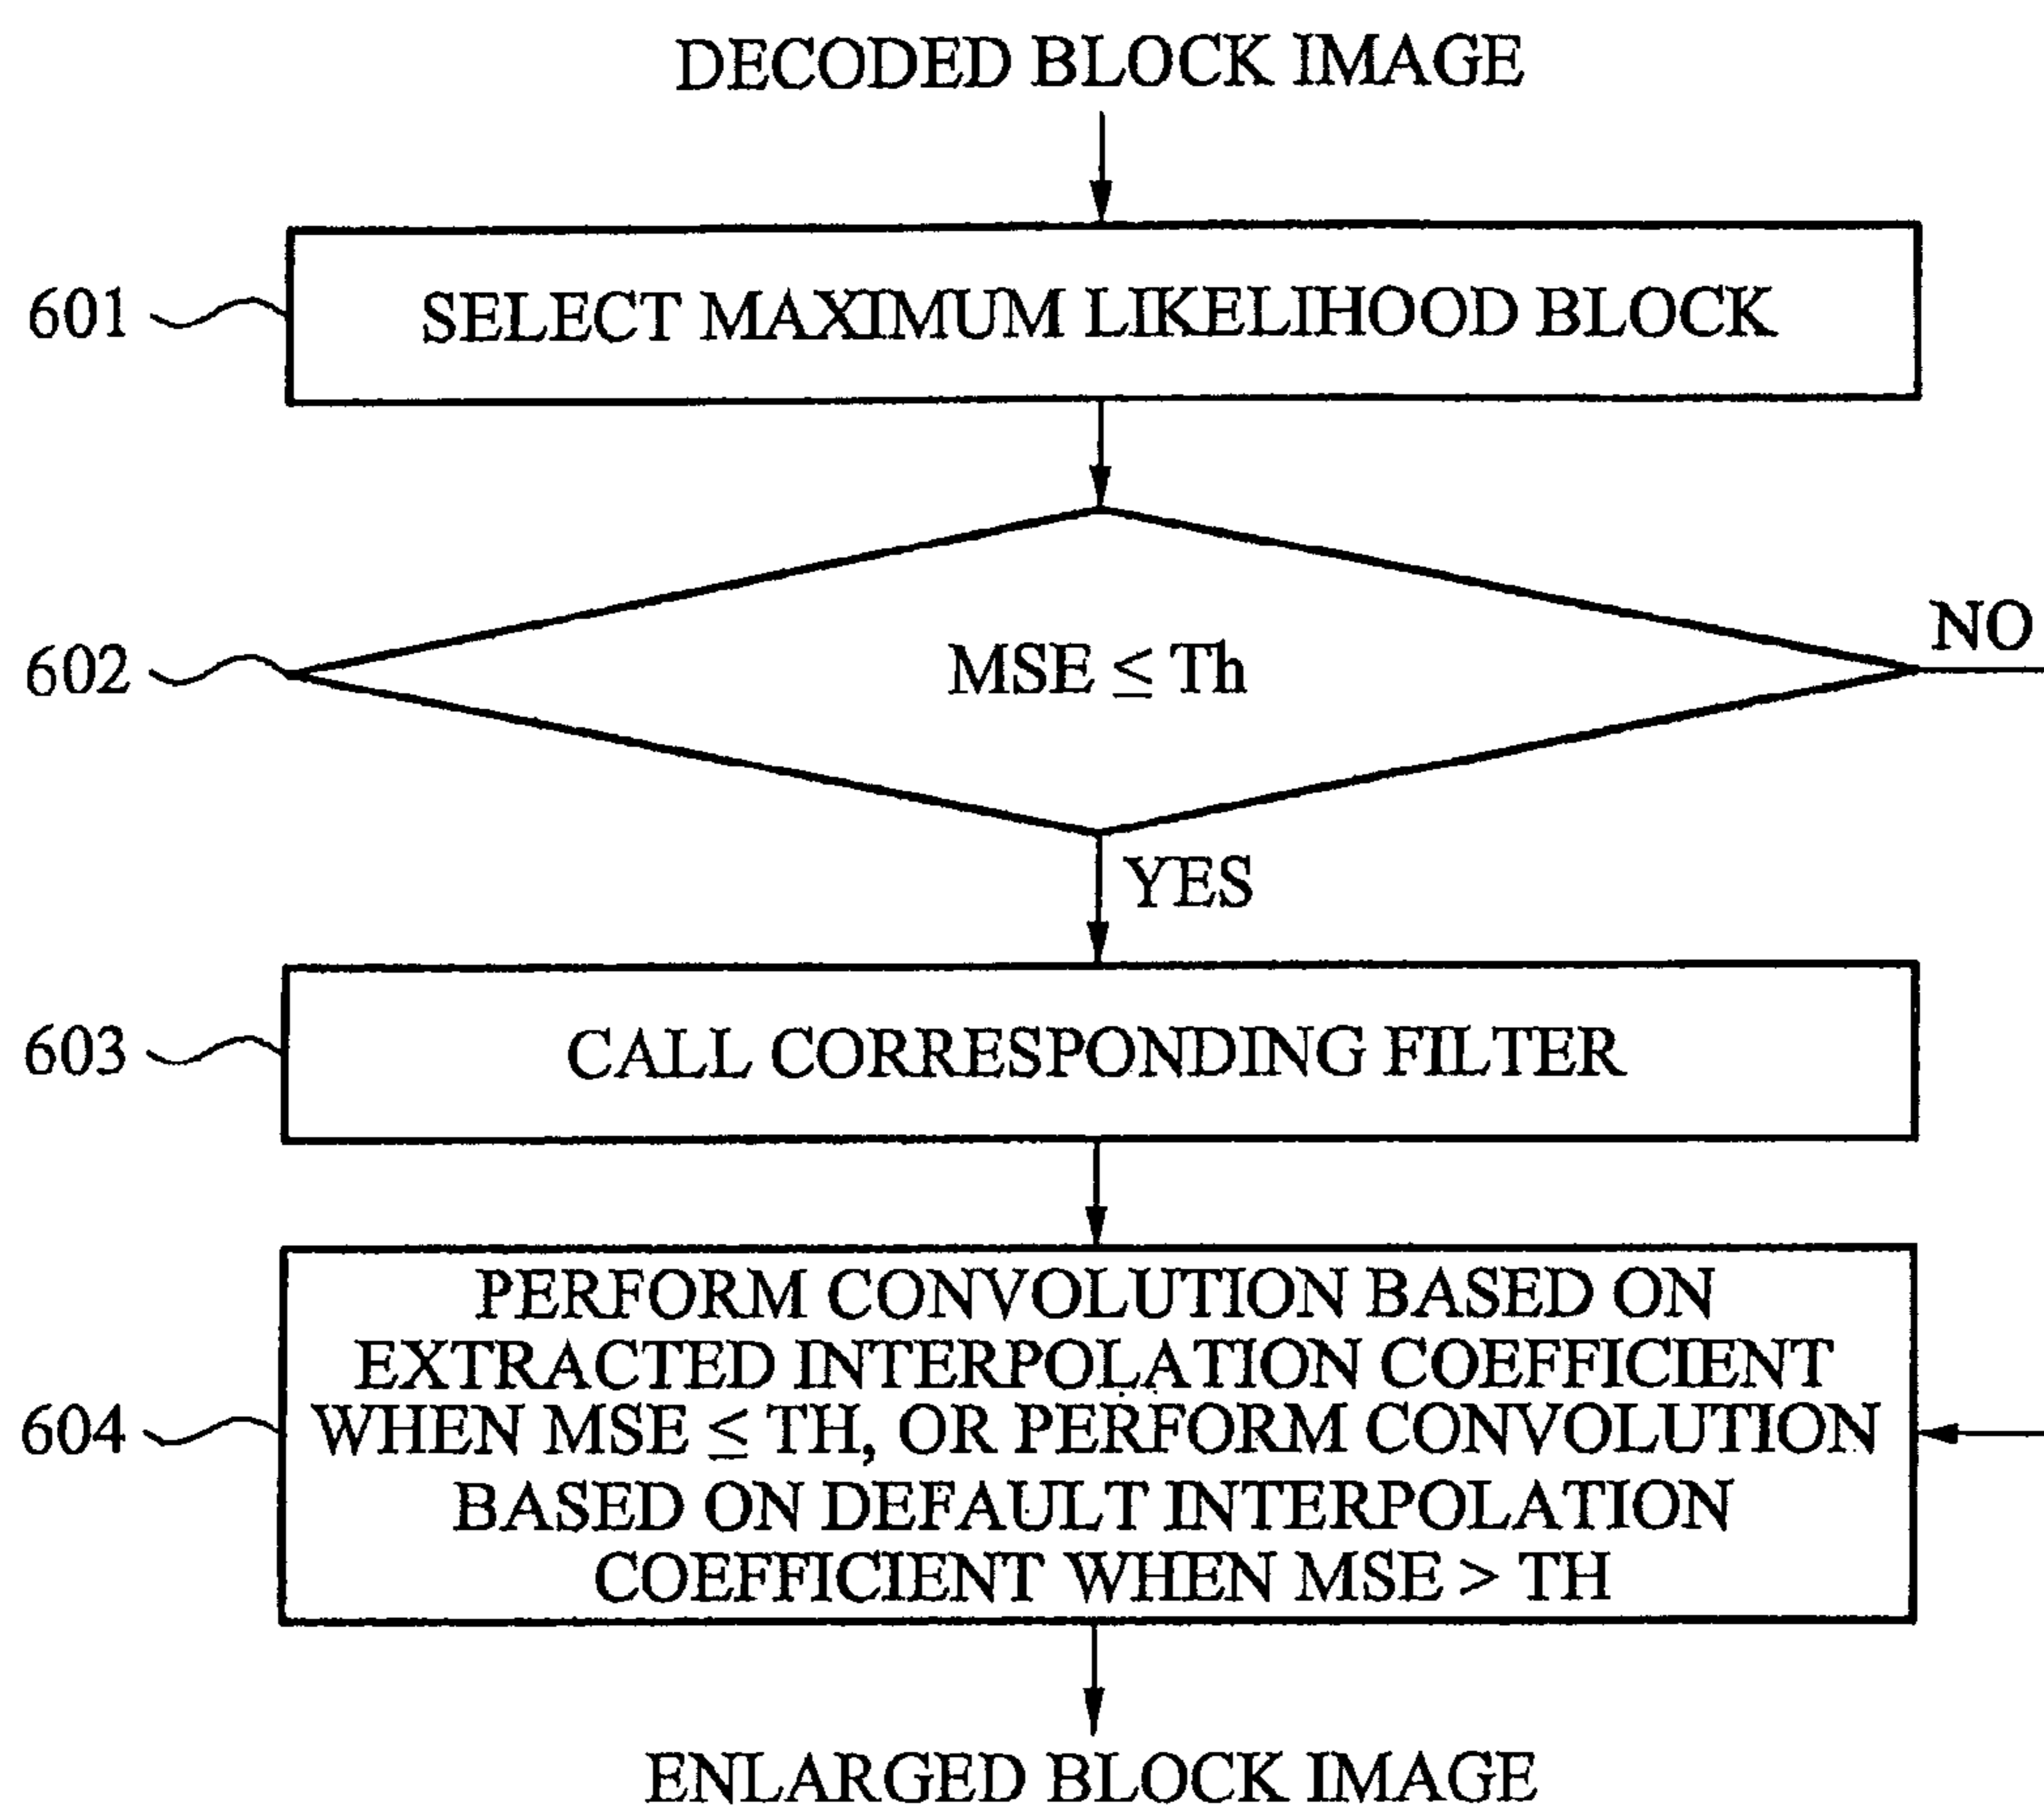 DECODED BLOCK IMAGE
601
SELECT MAXIMUM LIKELIHOOD BLOCK
602
MSE ≤ Th
NO
YES
603
CALL CORRESPONDING FILTER
604
PERFORM CONVOLUTION BASED ON
EXTRACTED INTERPOLATION COEFFICIENT
WHEN MSE ≤ TH, OR PERFORM CONVOLUTION
BASED ON DEFAULT INTERPOLATION
COEFFICIENT WHEN MSE > TH
ENLARGED BLOCK IMAGE